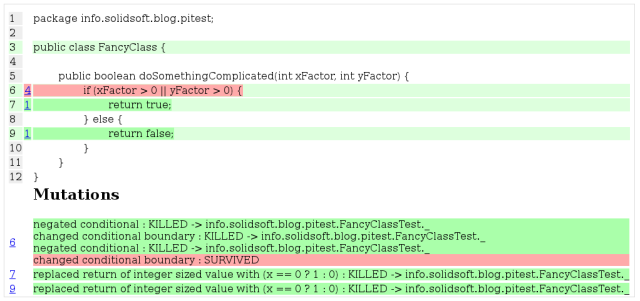 1 package info.solidsoft.blog.pitest;
2
3 public class FancyClass {
4
5 public boolean doSomethingComplicated(int xFactor, int yFactor) {
6 4 if (xFactor > 0 || yFactor > 0) {
7 1 return true;
8 } else {
9 1 return false;
10 }
11 }
12 }
Mutations
negated conditional : KILLED -> info.solidsoft.blog.pitest.FancyClassTest._
changed conditional boundary : KILLED -> info.solidsoft.blog.pitest.FancyClassTest._
6
negated conditional : KILLED -> info.solidsoft.blog.pitest.FancyClassTest._
changed conditional boundary : SURVIVED
7 replaced return of integer sized value with (x == 0 ? 1 : 0) : KILLED -> info.solidsoft.blog.pitest.FancyClassTest._
9 replaced return of integer sized value with (x == 0 ? 1 : 0) : KILLED -> info.solidsoft.blog.pitest.FancyClassTest._